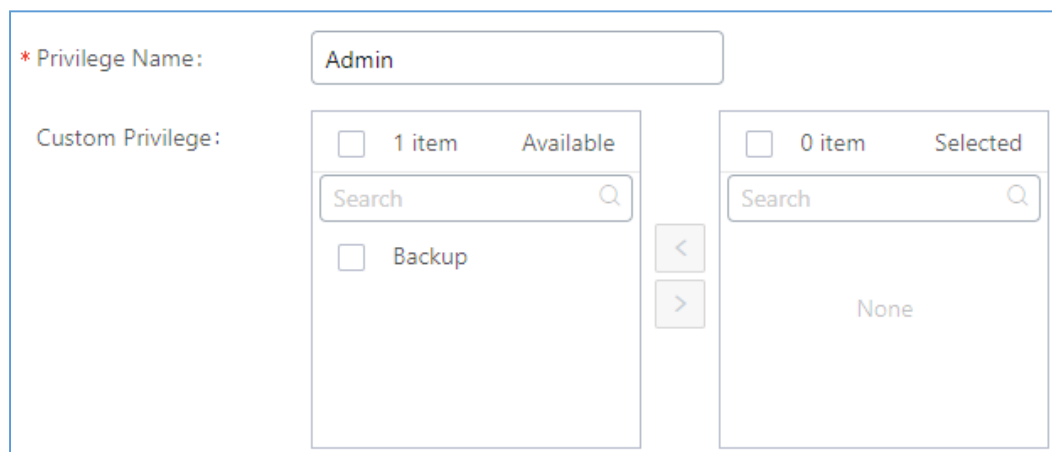 * Privilege Name: Admin
Custom Privilege: 1 item Available 0 item Selected
Search Search
Backup
<
>
None